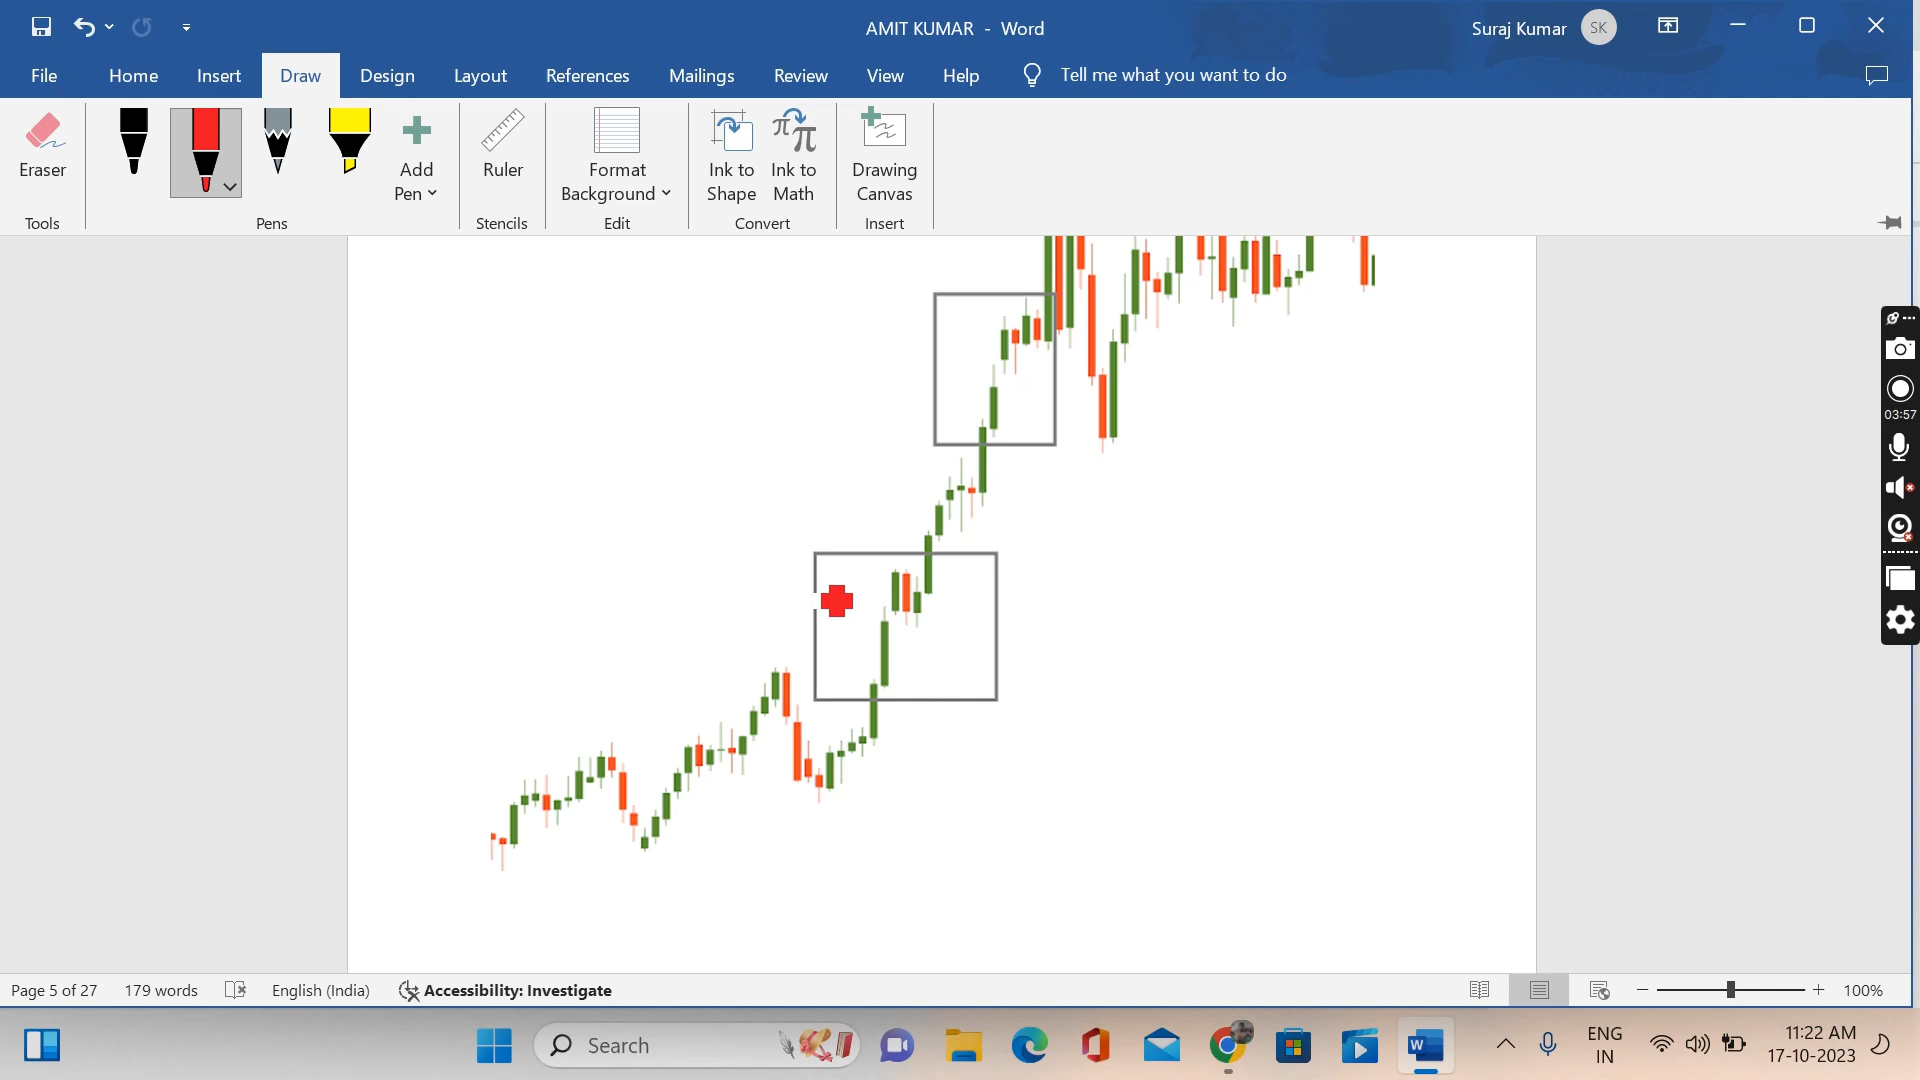 AMIT KUMAR - Word
Suraj Kumar
SK
File
Home
Insert
Draw
Design
Layout
References
Mailings
Review
View
Help
Tell me what you want to do
Eraser
Add
Pen
Ruler
Format
Background
Ink to
Shape
Ink to
Math
Drawing
Canvas
Tools
Pens
Stencils
Edit
Convert
Insert
03:57
Page 5 of 27
179 words
English (India)
Accessibility: Investigate
100%
Search
ENG
IN
11:22 AM
17-10-2023